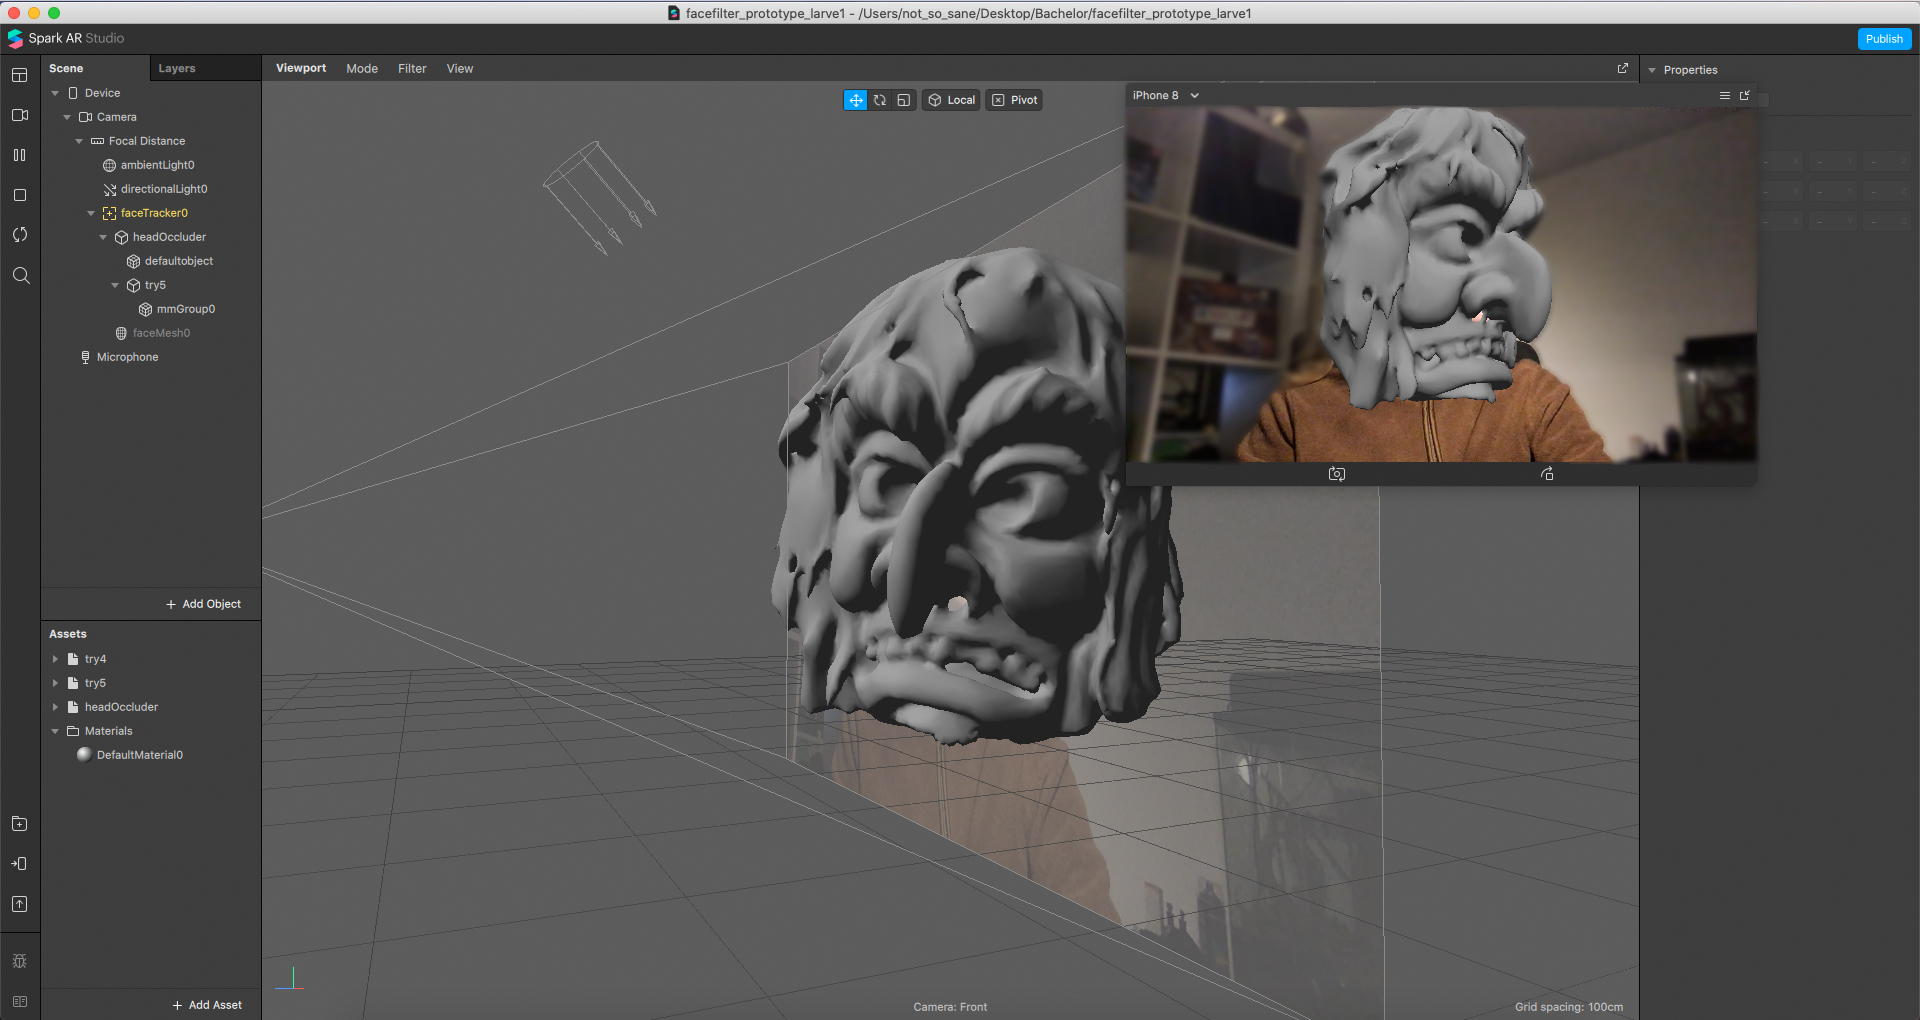 facefilter_prototype_larve1 - /Users/not_so_sane/Desktop/Bachelor/facefilter_prototype_larve1
Spark AR Studio
Publish
Scene
Layers
Device
Camera
Focal Distance
ambientLight0
directionalLight0
faceTracker0
headOccluder
defaultobject
try5
mmGroup0
faceMesh0
Microphone
+ Add Object
Assets
try4
try5
headOccluder
Materials
DefaultMaterial0
+ Add Asset
Viewport
Mode
Filter
View
Local
Pivot
iPhone 8
Camera: Front
Grid spacing: 100cm
Properties